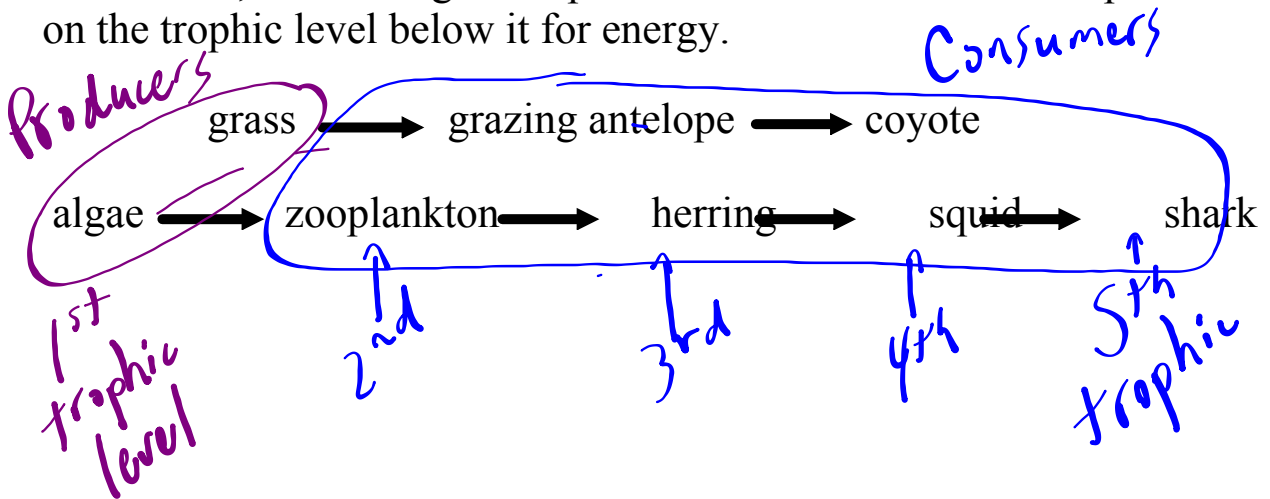 on the trophic level below it for energy.
Consumers
Producers
grass grazing antelope coyote
algae zooplankton herring squid shark
1st trophic level
2nd
3rd
4th
5th trophic